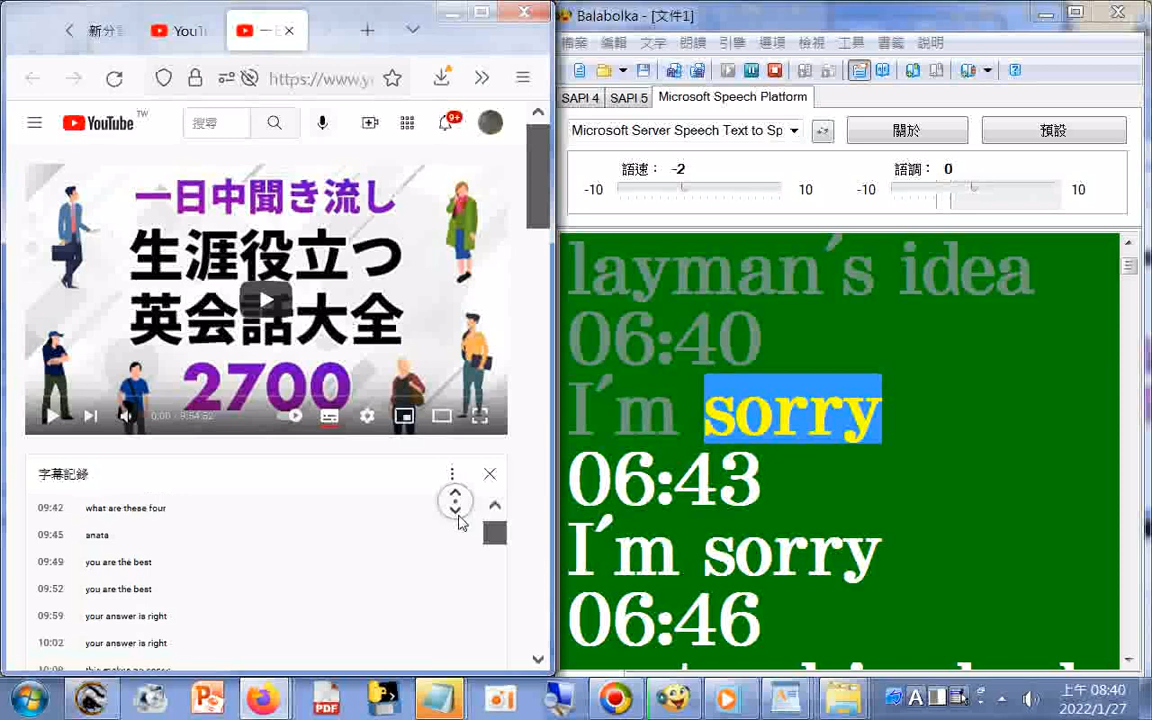 新分
YouT
一E
https://www.y
YouTube TW
搜尋
9+
一日中聞き流し
生涯役立つ
英会話大全
2700
字幕記錄
09:42 what are these four
09:45 anata
09:49 you are the best
09:52 you are the best
09:59 your answer is right
10:02 your answer is right
Balabolka - [文件1]
檔案 編輯 文字 朗讀 引擎 選項 檢視 工具 書籤 說明
SAPI 4 SAPI 5 Microsoft Speech Platform
Microsoft Server Speech Text to Sp
關於
預設
語速： -2
-10 10
語調： 0
-10 10
layman's idea
06:40
I'm sorry
06:43
I'm sorry
06:46
PDF
A
上午 08:40
2022/1/27